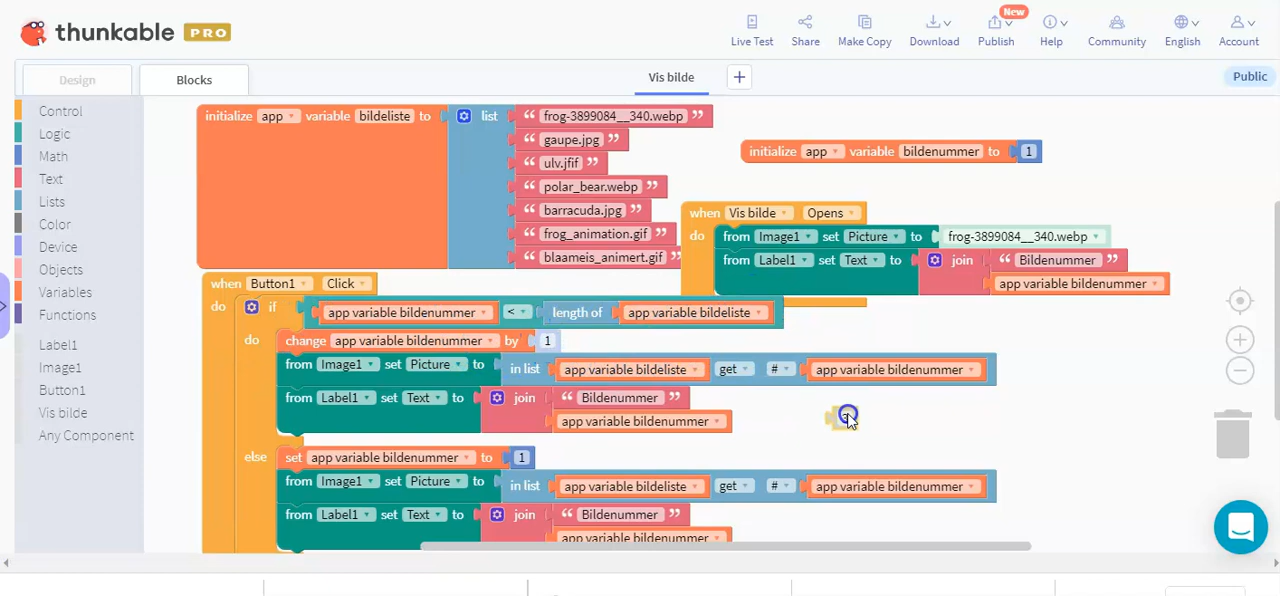 thunkable PRO
Live Test Share Make Copy Download Publish New Help Community English Account
Design Blocks Vis bilde + Public
Control
Logic
Math
Text
Lists
Color
Device
Objects
Variables
Functions
Label1
Image1
Button1
Vis bilde
Any Component
initialize app variable bildeliste to list “ frog-3899084__340.webp ”
“ gaupe.jpg ”
“ ulv.jfif ”
“ polar_bear.webp ”
“ barracuda.jpg ”
“ frog_animation.gif ”
“ blaameis_animert.gif ”
initialize app variable bildenummer to 1
when Vis bilde Opens
do from Image1 set Picture to frog-3899084__340.webp
from Label1 set Text to join “ Bildenummer ”
app variable bildenummer
when Button1 Click
do if app variable bildenummer < length of app variable bildeliste
do change app variable bildenummer by 1
from Image1 set Picture to in list app variable bildeliste get # app variable bildenummer
from Label1 set Text to join “ Bildenummer ”
app variable bildenummer
else set app variable bildenummer to 1
from Image1 set Picture to in list app variable bildeliste get # app variable bildenummer
from Label1 set Text to join “ Bildenummer ”
app variable bildenummer